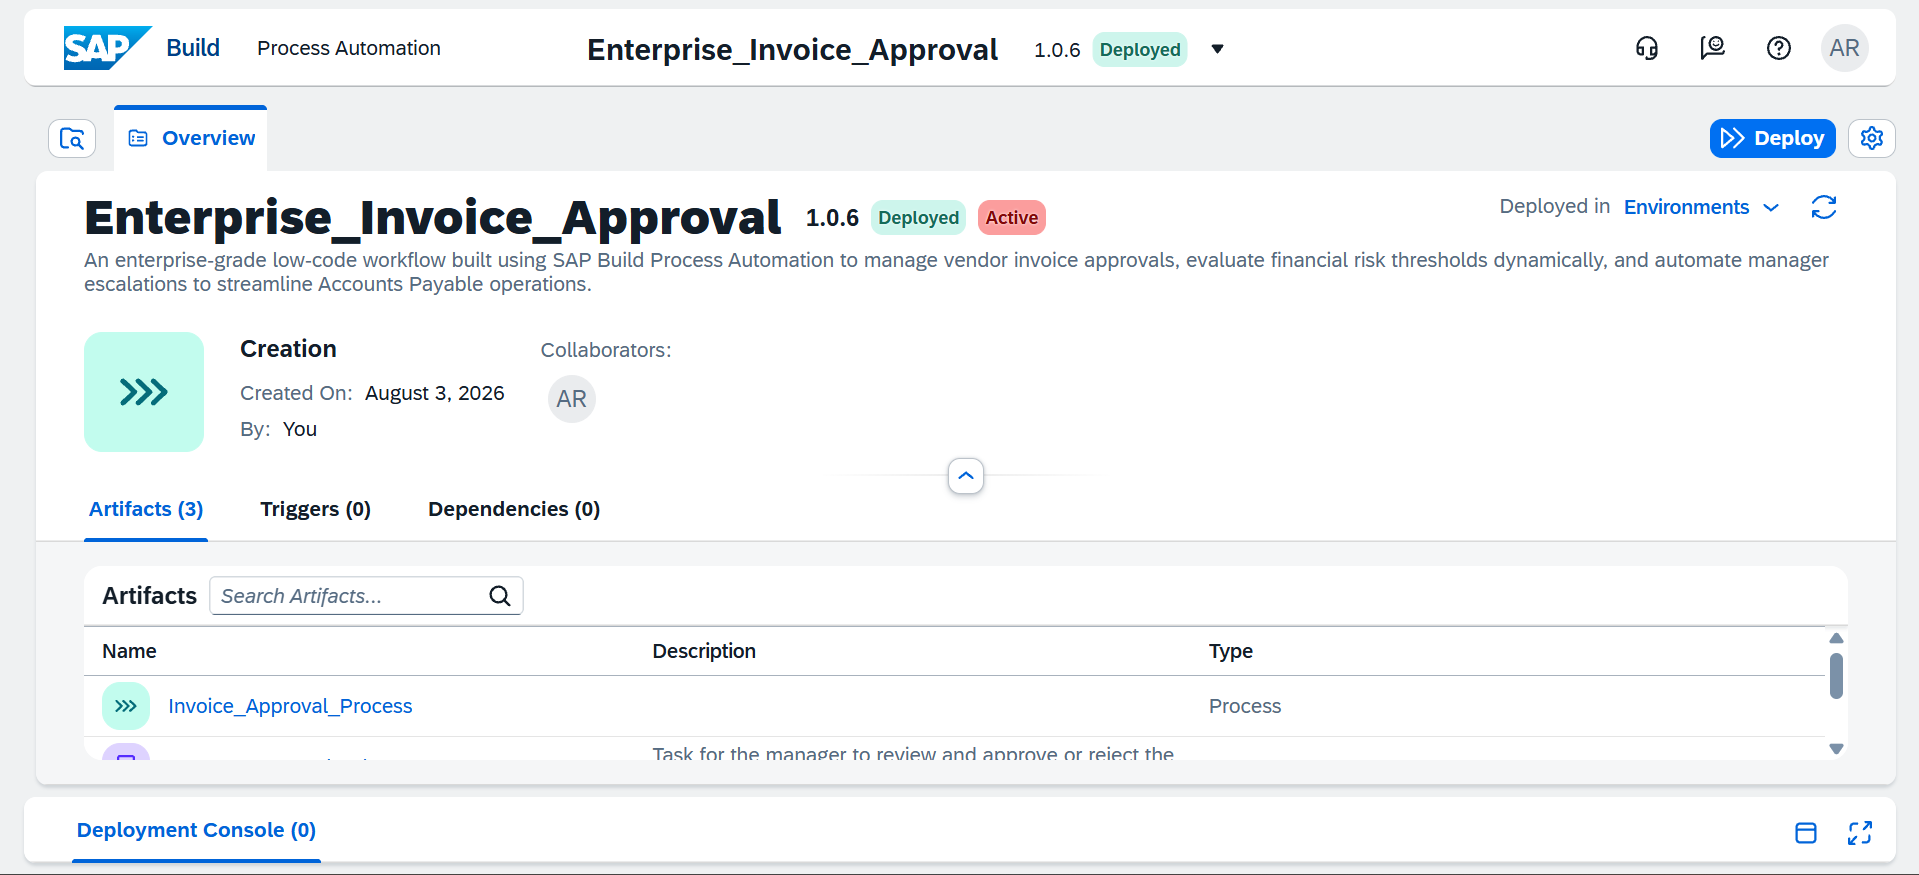 SAP Build Process Automation Enterprise_Invoice_Approval 1.0.6 Deployed AR
Overview Deploy
Enterprise_Invoice_Approval 1.0.6 Deployed Active Deployed in Environments
An enterprise-grade low-code workflow built using SAP Build Process Automation to manage vendor invoice approvals, evaluate financial risk thresholds dynamically, and automate manager
escalations to streamline Accounts Payable operations.
Creation Collaborators:
Created On: August 3, 2026 AR
By: You
Artifacts (3) Triggers (0) Dependencies (0)
Artifacts Search Artifacts...
Name Description Type
Invoice_Approval_Process Process
Task for the manager to review and approve or reject the
Deployment Console (0)